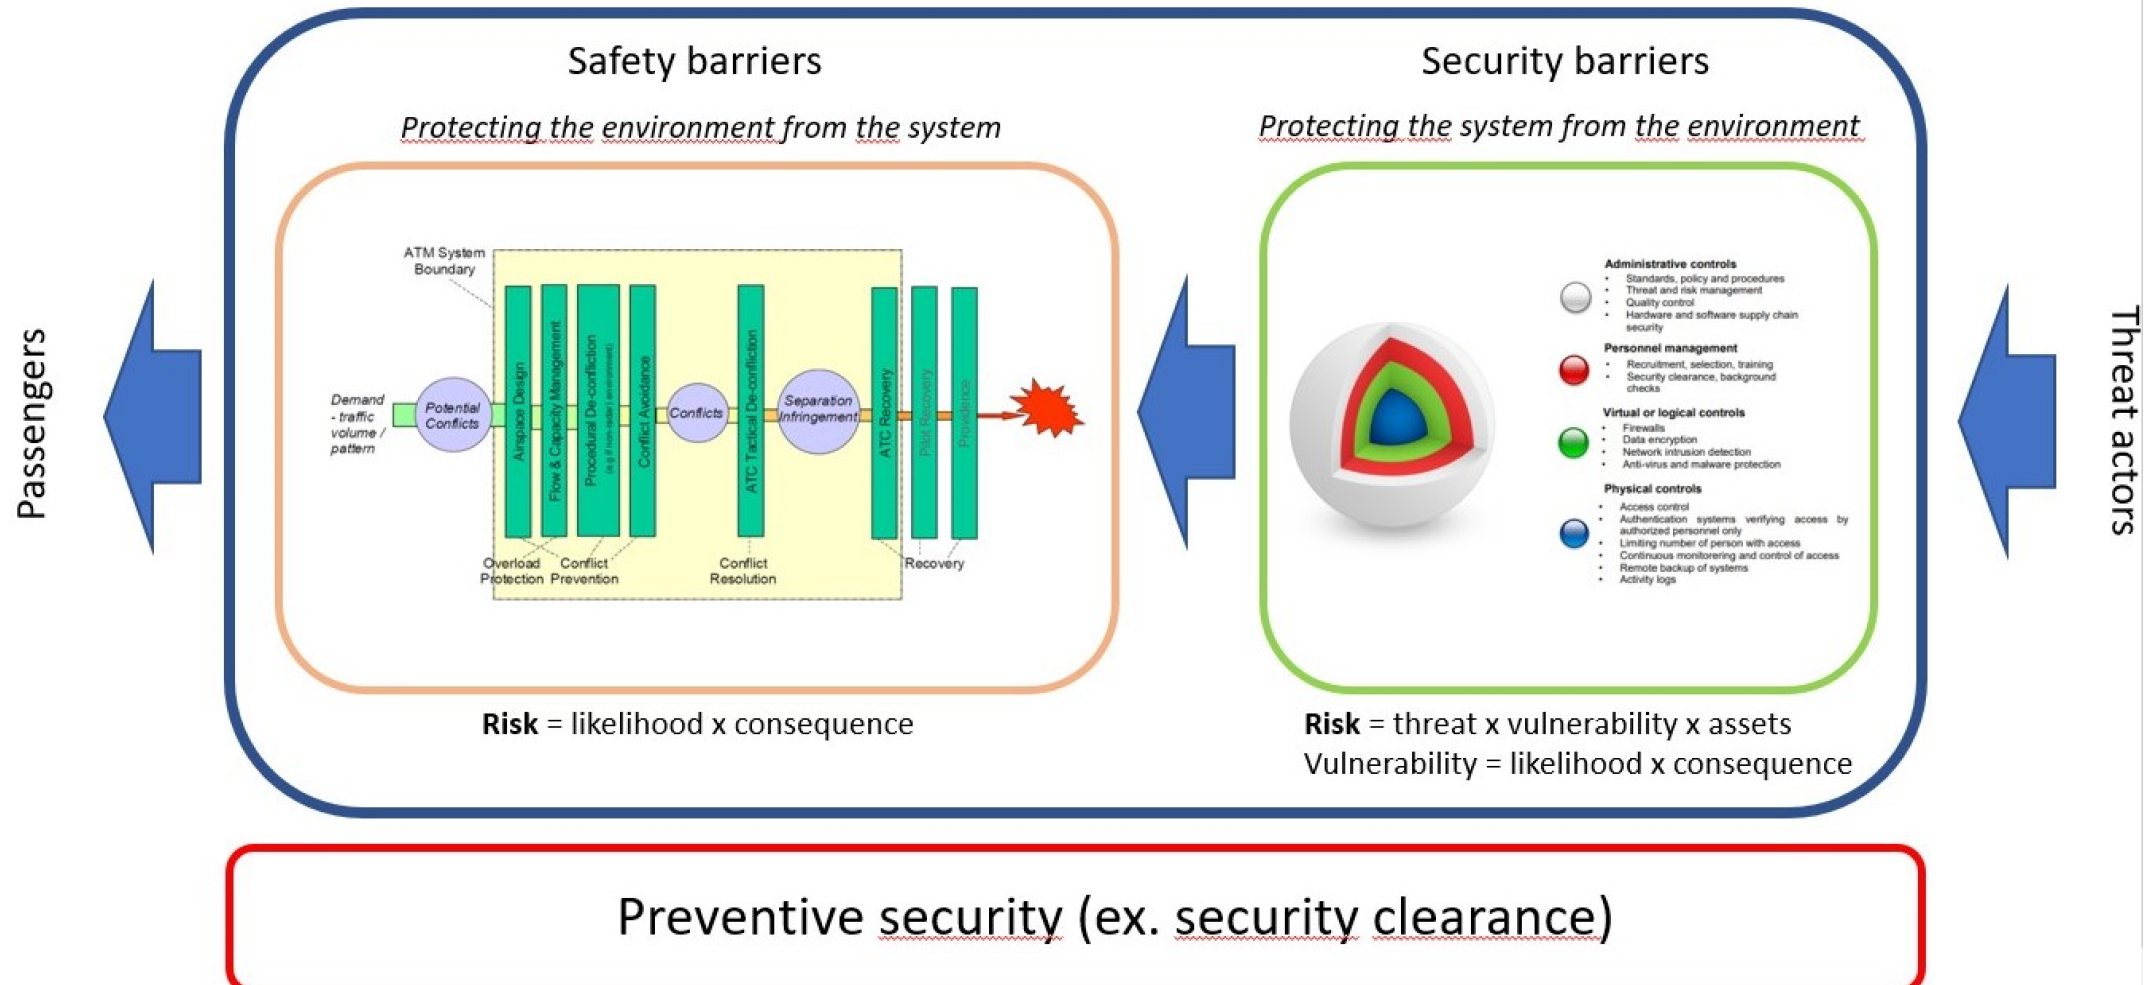 Safety barriers
Protecting the environment from the system
Security barriers
Protecting the system from the environment
Passengers
ATM System
Boundary
Demand
- traffic
volume /
pattern
Potential
Conflicts
Airspace Design
Flow & Capacity Management
Procedural De-confliction
(e.g if non-radar environment)
Conflict Avoidance
Conflicts
ATC Tactical De-confliction
Separation
Infringement
ATC Recovery
Pilot Recovery
Providence
Overload
Protection
Conflict
Prevention
Conflict
Resolution
Recovery
Administrative controls
• Standards, policy and procedures
• Threat and risk management
• Quality control
• Hardware and software supply chain
security
Personnel management
• Recruitment, selection, training
• Security clearance, background
checks
Virtual or logical controls
• Firewalls
• Data encryption
• Network intrusion detection
• Anti-virus and malware protection
Physical controls
• Access control
• Authentication systems verifying access by
authorized personnel only
• Limiting number of person with access
• Continuous monitorering and control of access
• Remote backup of systems
• Activity logs
Threat actors
Risk = likelihood x consequence
Risk = threat x vulnerability x assets
Vulnerability = likelihood x consequence
Preventive security (ex. security clearance)